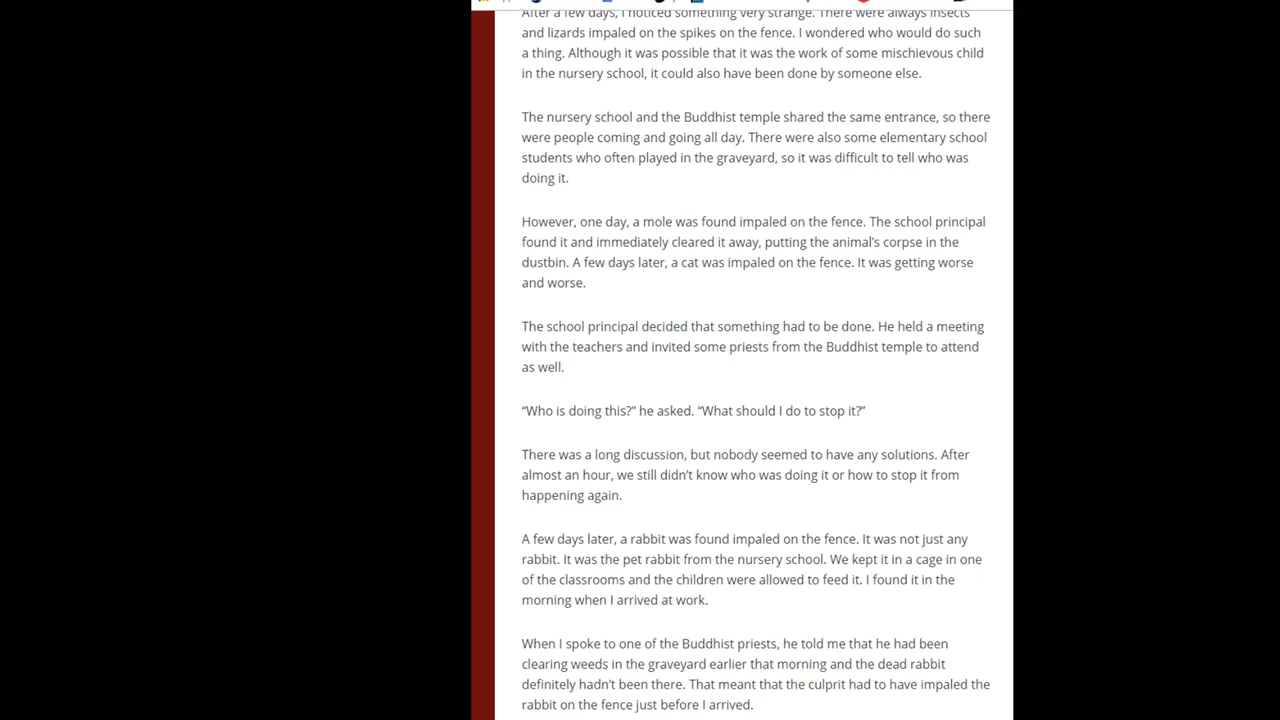 After a few days, I noticed something very strange. There were always insects
and lizards impaled on the spikes on the fence. I wondered who would do such
a thing. Although it was possible that it was the work of some mischievous child
in the nursery school, it could also have been done by someone else.
The nursery school and the Buddhist temple shared the same entrance, so there
were people coming and going all day. There were also some elementary school
students who often played in the graveyard, so it was difficult to tell who was
doing it.
However, one day, a mole was found impaled on the fence. The school principal
found it and immediately cleared it away, putting the animal’s corpse in the
dustbin. A few days later, a cat was impaled on the fence. It was getting worse
and worse.
The school principal decided that something had to be done. He held a meeting
with the teachers and invited some priests from the Buddhist temple to attend
as well.
“Who is doing this?” he asked. “What should I do to stop it?”
There was a long discussion, but nobody seemed to have any solutions. After
almost an hour, we still didn’t know who was doing it or how to stop it from
happening again.
A few days later, a rabbit was found impaled on the fence. It was not just any
rabbit. It was the pet rabbit from the nursery school. We kept it in a cage in one
of the classrooms and the children were allowed to feed it. I found it in the
morning when I arrived at work.
When I spoke to one of the Buddhist priests, he told me that he had been
clearing weeds in the graveyard earlier that morning and the dead rabbit
definitely hadn’t been there. That meant that the culprit had to have impaled the
rabbit on the fence just before I arrived.